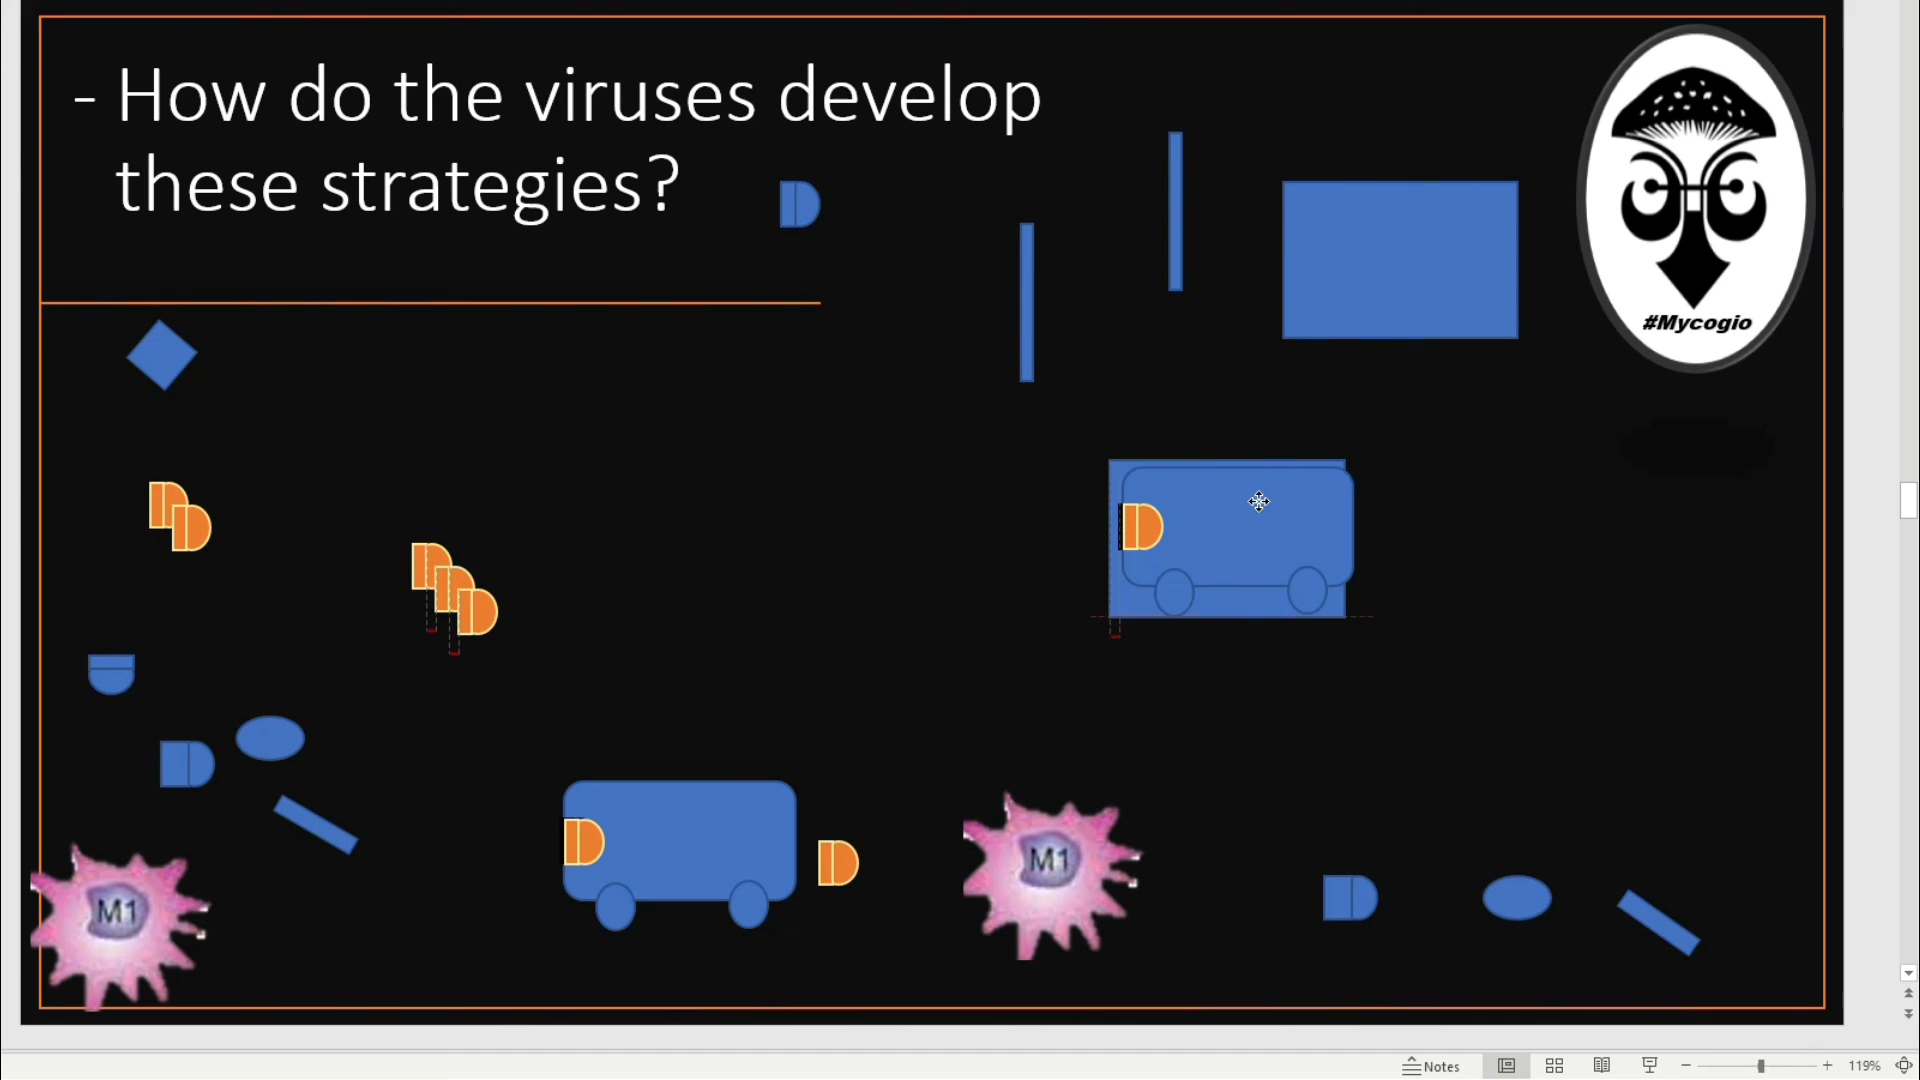 - How do the viruses develop
these strategies?
#Mycogio
M1
M1
Notes
119%